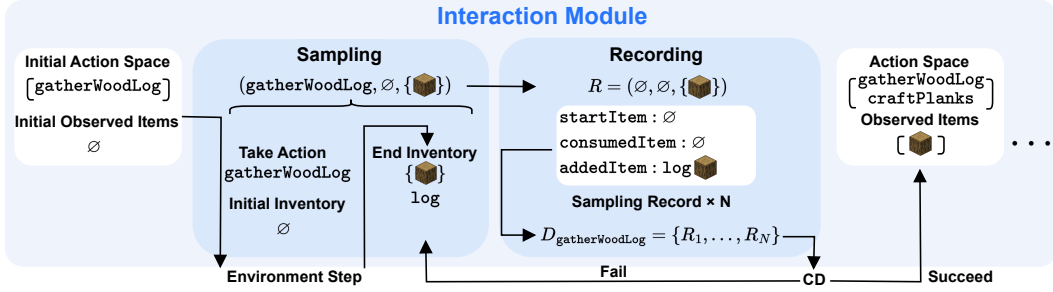 Interaction Module
Initial Action Space
[gatherWoodLog]
Initial Observed Items
∅
Sampling
(gatherWoodLog, ∅, { })
Take Action
gatherWoodLog
Initial Inventory
∅
End Inventory
{ }
log
Environment Step
Recording
R = (∅, ∅, { })
startItem : ∅
consumedItem : ∅
addedItem : log
Sampling Record × N
D_gatherWoodLog = {R_1, . . . , R_N}
Fail
CD
Succeed
Action Space
[gatherWoodLog
craftPlanks]
Observed Items
[ ]
. . .